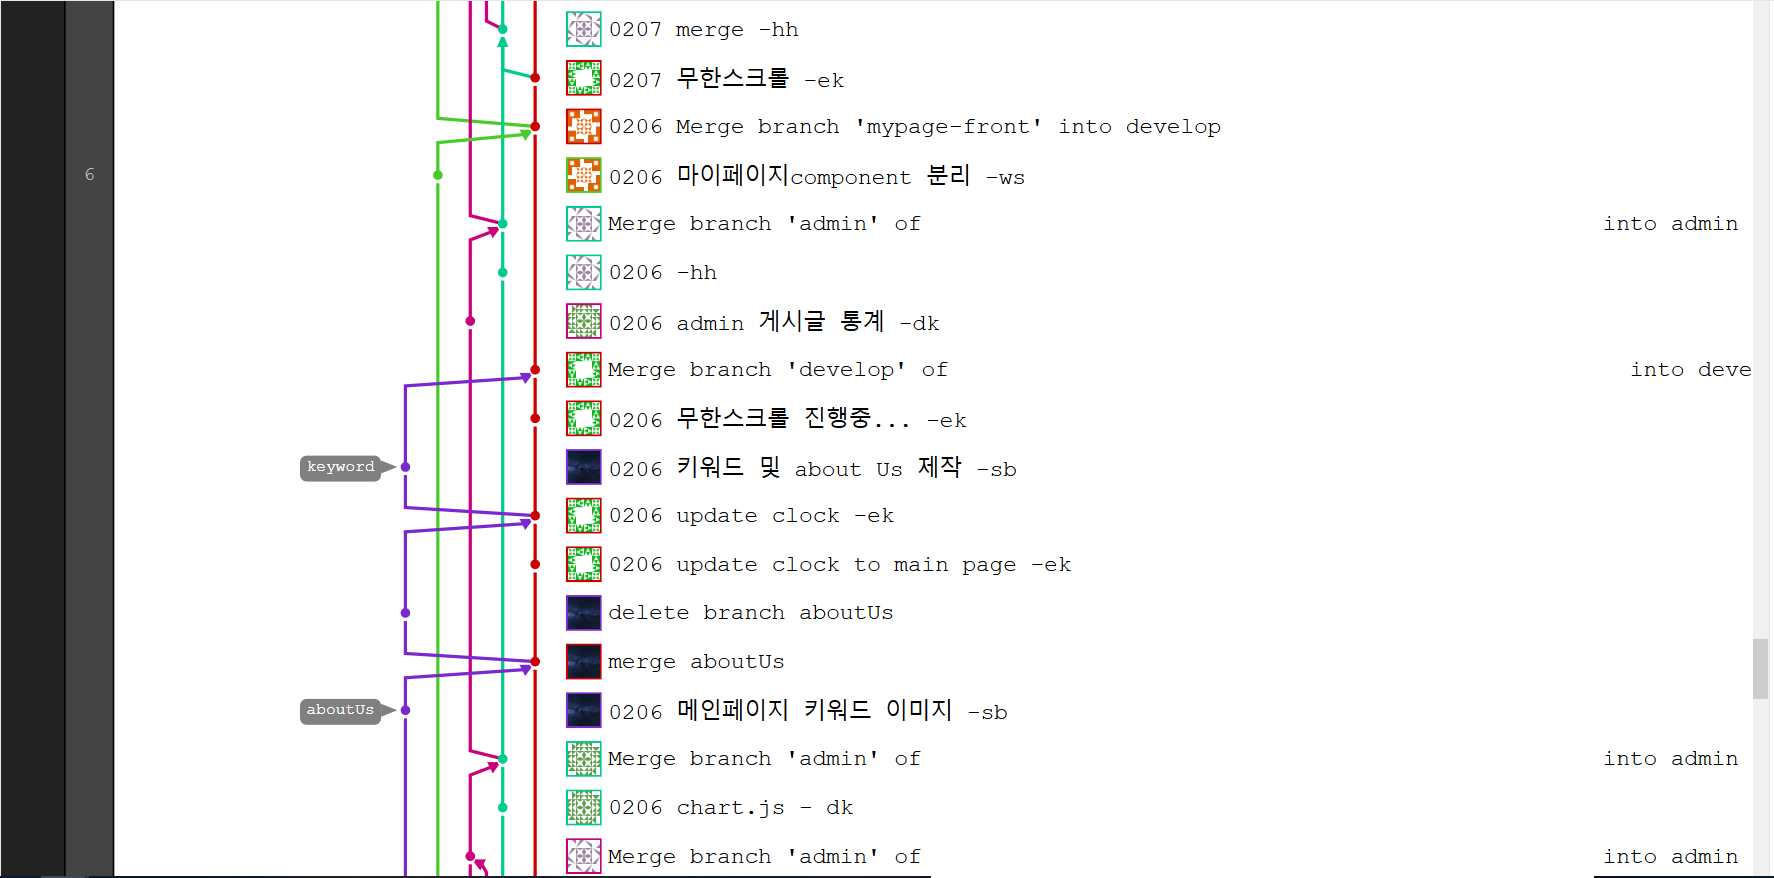 0207 merge -hh
0207 무한스크롤 -ek
0206 Merge branch 'mypage-front' into develop
6
0206 마이페이지component 분리 -ws
Merge branch 'admin' of into admin
0206 -hh
0206 admin 게시글 통계 -dk
Merge branch 'develop' of into deve
0206 무한스크롤 진행중... -ek
keyword
0206 키워드 및 about Us 제작 -sb
0206 update clock -ek
0206 update clock to main page -ek
delete branch aboutUs
merge aboutUs
aboutUs
0206 메인페이지 키워드 이미지 -sb
Merge branch 'admin' of into admin
0206 chart.js - dk
Merge branch 'admin' of into admin